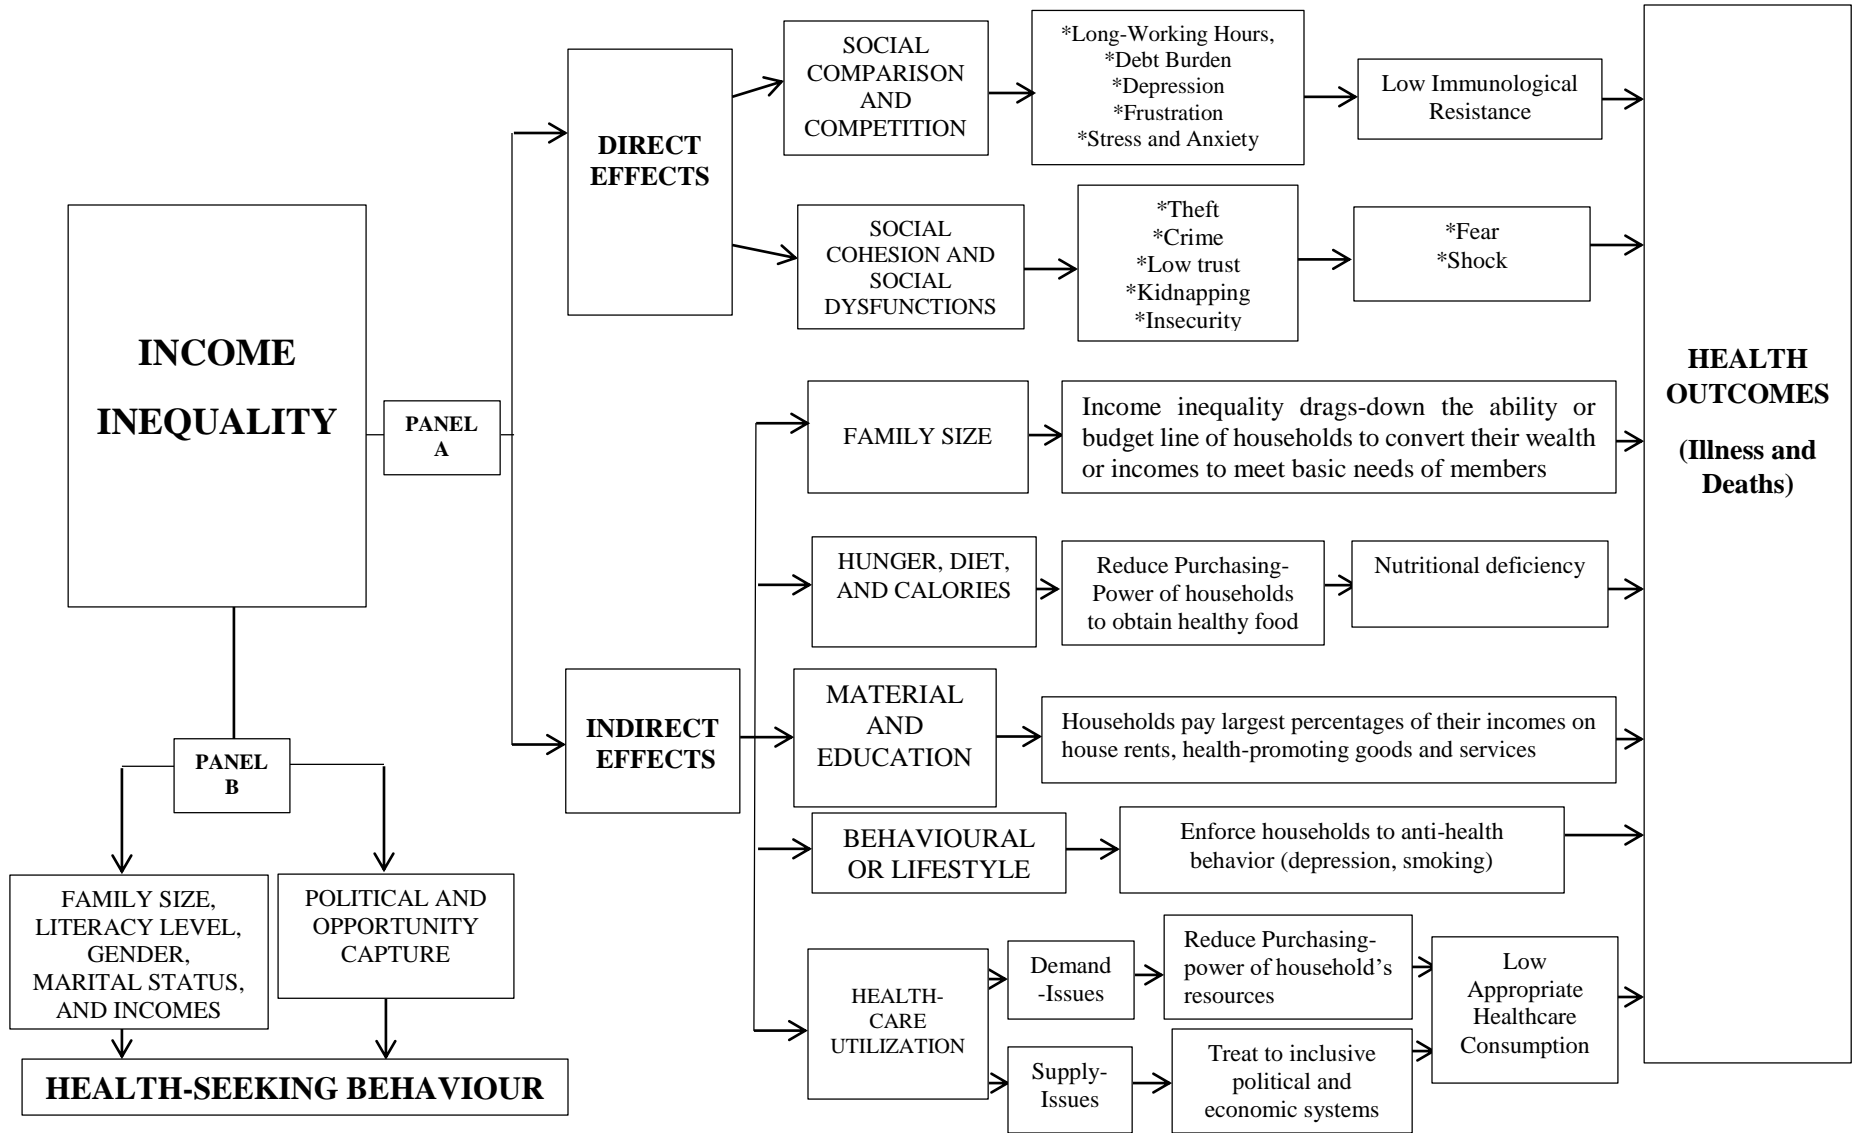 INCOME
INEQUALITY
PANEL
A
DIRECT
EFFECTS
SOCIAL
COMPARISON
AND
COMPETITION
*Long-Working Hours,
*Debt Burden
*Depression
*Frustration
*Stress and Anxiety
Low Immunological
Resistance
SOCIAL
COHESION AND
SOCIAL
DYSFUNCTIONS
*Theft
*Crime
*Low trust
*Kidnapping
*Insecurity
*Fear
*Shock
INDIRECT
EFFECTS
FAMILY SIZE
Income inequality drags-down the ability or
budget line of households to convert their wealth
or incomes to meet basic needs of members
HUNGER, DIET,
AND CALORIES
Reduce Purchasing-
Power of households
to obtain healthy food
Nutritional deficiency
MATERIAL
AND
EDUCATION
Households pay largest percentages of their incomes on
house rents, health-promoting goods and services
BEHAVIOURAL
OR LIFESTYLE
Enforce households to anti-health
behavior (depression, smoking)
HEALTH-
CARE
UTILIZATION
Demand
-Issues
Reduce Purchasing-
power of household’s
resources
Supply-
Issues
Treat to inclusive
political and
economic systems
Low
Appropriate
Healthcare
Consumption
HEALTH
OUTCOMES
(Illness and
Deaths)
PANEL
B
FAMILY SIZE,
LITERACY LEVEL,
GENDER,
MARITAL STATUS,
AND INCOMES
POLITICAL AND
OPPORTUNITY
CAPTURE
HEALTH-SEEKING BEHAVIOUR